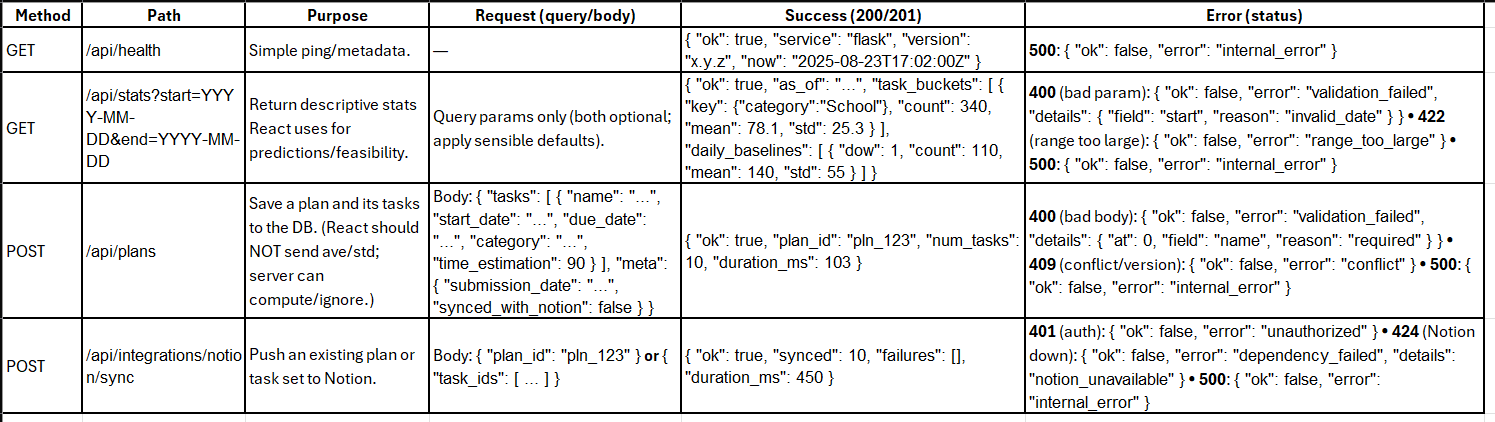 Method Path Purpose Request (query/body) Success (200/201) Error (status)
GET
/api/health
Simple ping/metadata.
—
{ "ok": true, "service": "flask", "version":
"x.y.z", "now": "2025-08-23T17:02:00Z" }
500: { "ok": false, "error": "internal_error" }
GET
/api/stats?start=YYY
Y-MM-
DD&end=YYYY-MM-
DD
Return descriptive stats
React uses for
predictions/feasibility.
Query params only (both optional;
apply sensible defaults).
{ "ok": true, "as_of": "...", "task_buckets": [ {
"key": {"category":"School"}, "count": 340,
"mean": 78.1, "std": 25.3 } ],
"daily_baselines": [ { "dow": 1, "count": 110,
"mean": 140, "std": 55 } ] }
400 (bad param): { "ok": false, "error": "validation_failed",
"details": { "field": "start", "reason": "invalid_date" } } • 422
(range too large): { "ok": false, "error": "range_too_large" } •
500: { "ok": false, "error": "internal_error" }
POST
/api/plans
Save a plan and its tasks
to the DB. (React should
NOT send ave/std;
server can
compute/ignore.)
Body: { "tasks": [ { "name": "...",
"start_date": "...", "due_date":
"...", "category": "...",
"time_estimation": 90 } ], "meta":
{ "submission_date": "...",
"synced_with_notion": false } }
{ "ok": true, "plan_id": "pln_123", "num_tasks":
10, "duration_ms": 103 }
400 (bad body): { "ok": false, "error": "validation_failed",
"details": { "at": 0, "field": "name", "reason": "required" } } •
409 (conflict/version): { "ok": false, "error": "conflict" } • 500: {
"ok": false, "error": "internal_error" }
POST
/api/integrations/notio
n/sync
Push an existing plan or
task set to Notion.
Body: { "plan_id": "pln_123" } or {
"task_ids": [ ... ] }
{ "ok": true, "synced": 10, "failures": [],
"duration_ms": 450 }
401 (auth): { "ok": false, "error": "unauthorized" } • 424 (Notion
down): { "ok": false, "error": "dependency_failed", "details":
"notion_unavailable" } • 500: { "ok": false, "error":
"internal_error" }